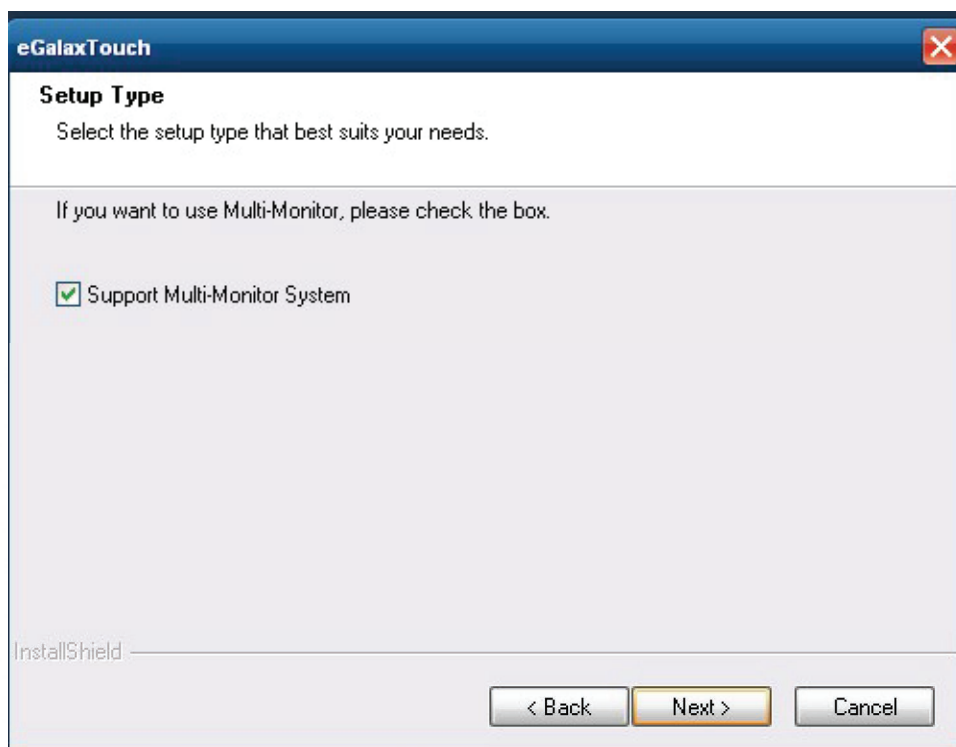 eGalaxTouch
Setup Type
Select the setup type that best suits your needs.
If you want to use Multi-Monitor, please check the box.
Support Multi-Monitor System
InstallShield
< Back Next > Cancel